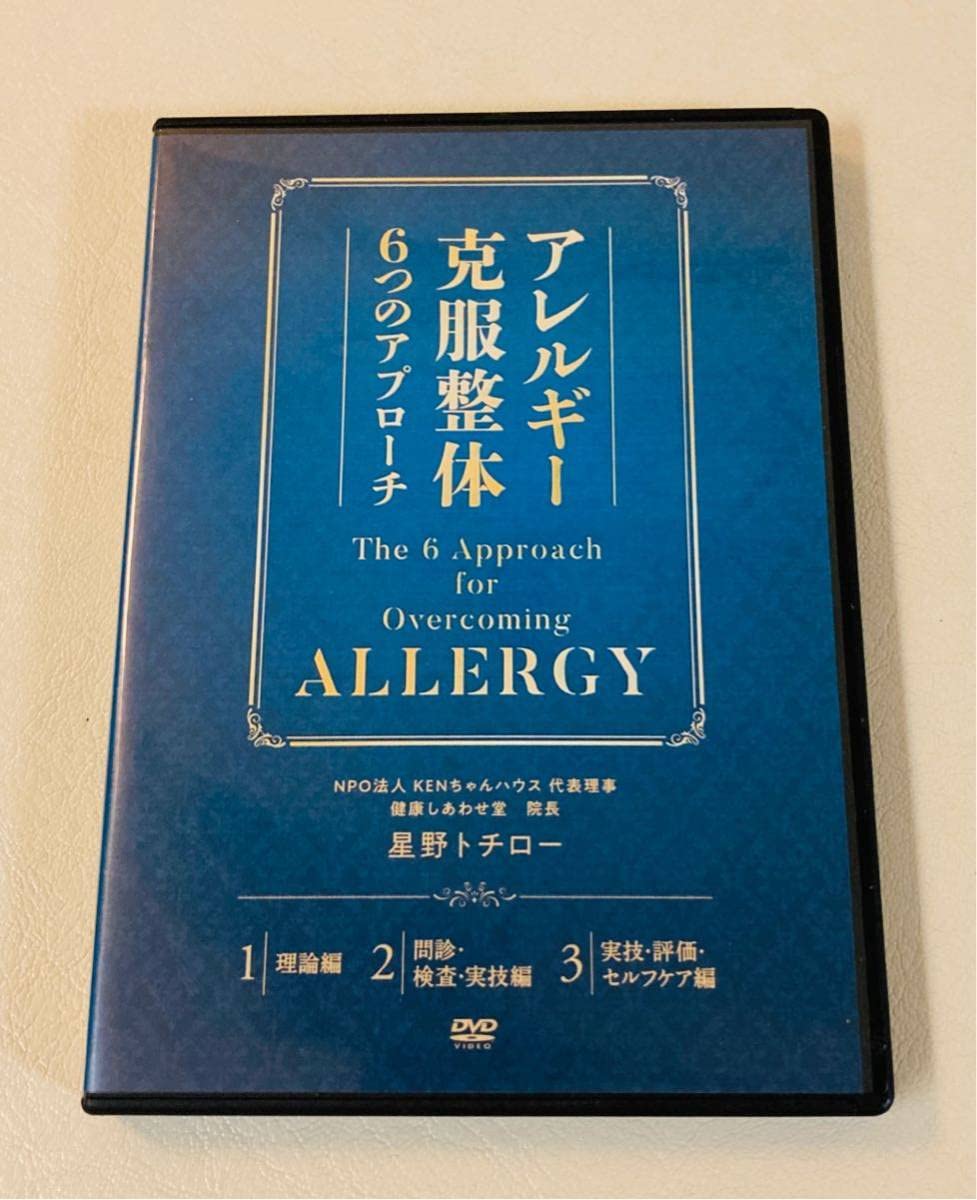 アレルギー
克服整体
6つのアプローチ
The 6 Approach
for
Overcoming
ALLERGY
NPO法人 KENちゃんハウス 代表理事
健康しあわせ堂 院長
星野トチロー
1 理論編
2 問診・
検査・実技編
3 実技・評価・
セルフケア編
DVD
VIDEO